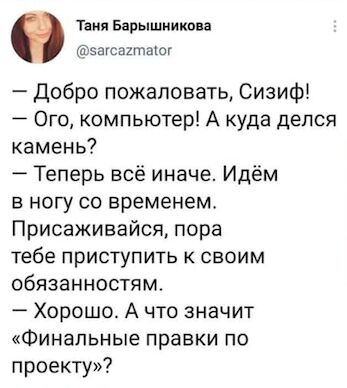 Таня Барышникова
@sarcazmator
— Добро пожаловать, Сизиф!
— Ого, компьютер! А куда делся
камень?
— Теперь всё иначе. Идём
в ногу со временем.
Присаживайся, пора
тебе приступить к своим
обязанностям.
— Хорошо. А что значит
«Финальные правки по
проекту»?